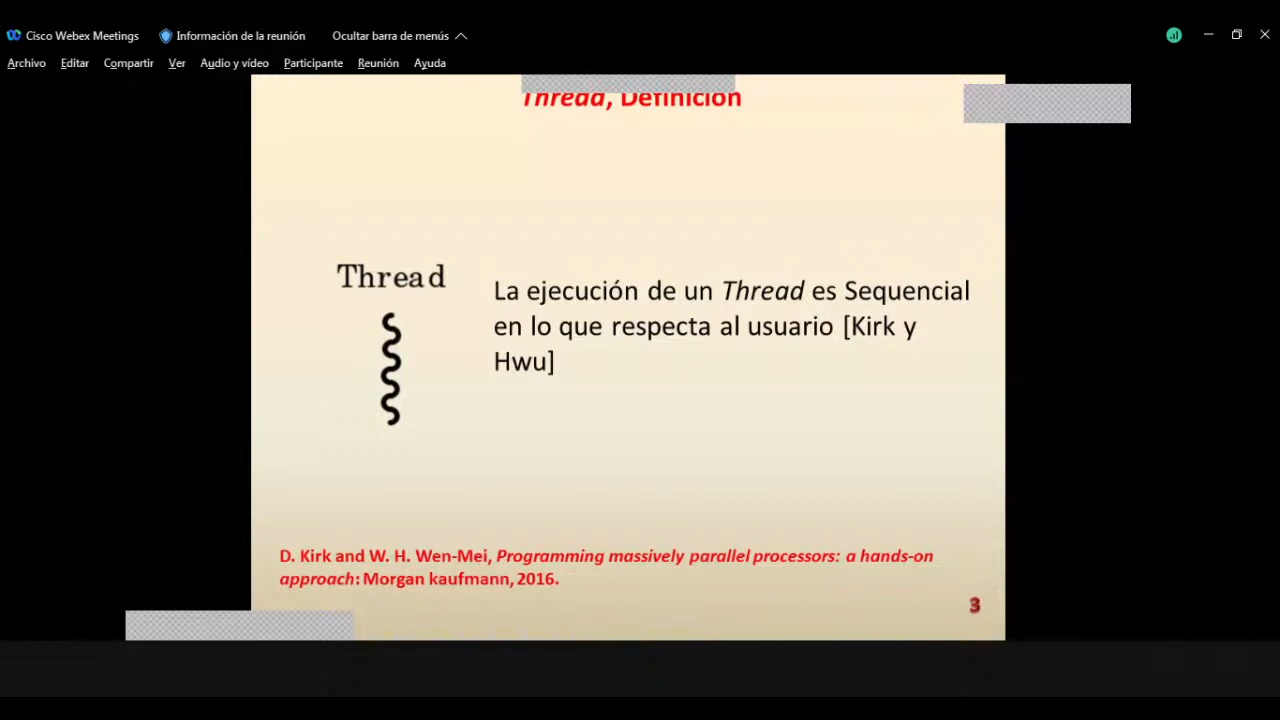 Cisco Webex Meetings Información de la reunión Ocultar barra de menús
Archivo Editar Compartir Ver Audio y vídeo Participante Reunión Ayuda
Thread, Definición
Thread
La ejecución de un Thread es Sequencial
en lo que respecta al usuario [Kirk y
Hwu]
D. Kirk and W. H. Wen-Mei, Programming massively parallel processors: a hands-on
approach: Morgan kaufmann, 2016.
3